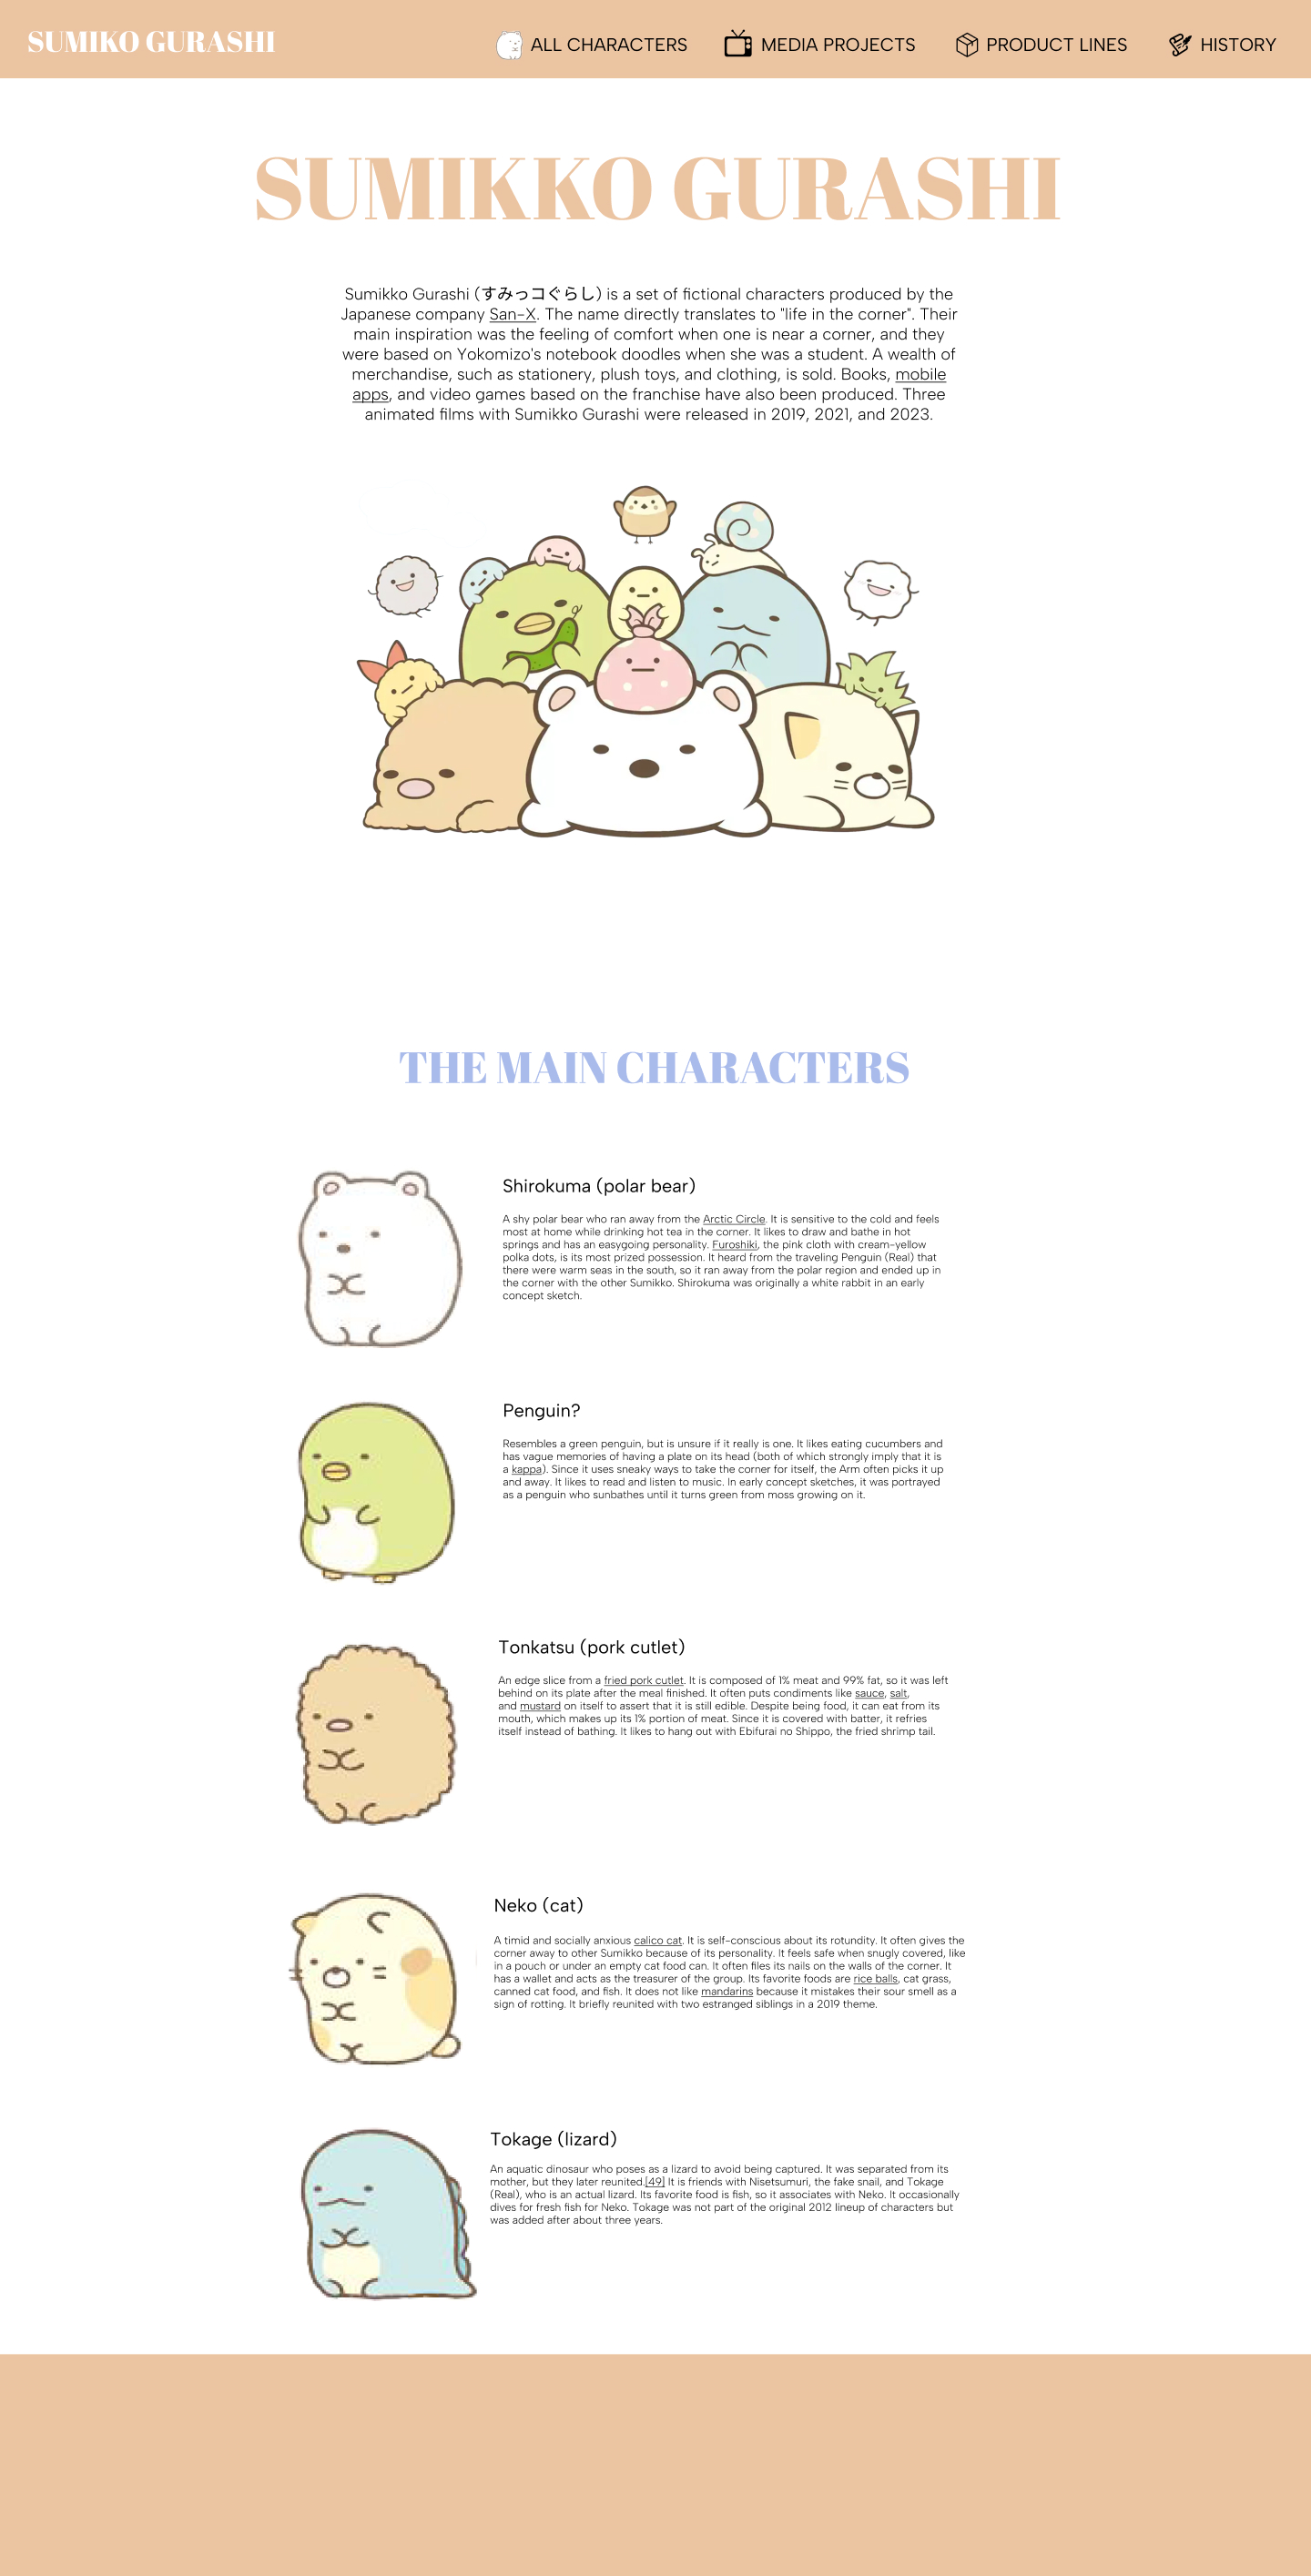 SUMIKO GURASHI
ALL CHARACTERS
MEDIA PROJECTS
PRODUCT LINES
HISTORY
SUMIKKO GURASHI
Sumikko Gurashi (すみっコぐらし) is a set of fictional characters produced by the
Japanese company San-X. The name directly translates to "life in the corner". Their
main inspiration was the feeling of comfort when one is near a corner, and they
were based on Yokomizo's notebook doodles when she was a student. A wealth of
merchandise, such as stationery, plush toys, and clothing, is sold. Books, mobile
apps, and video games based on the franchise have also been produced. Three
animated films with Sumikko Gurashi were released in 2019, 2021, and 2023.
THE MAIN CHARACTERS
Shirokuma (polar bear)
A shy polar bear who ran away from the Arctic Circle. It is sensitive to the cold and feels
most at home while drinking hot tea in the corner. It likes to draw and bathe in hot
springs and has an easygoing personality. Furoshiki, the pink cloth with cream-yellow
polka dots, is its most prized possession. It heard from the traveling Penguin (Real) that
there were warm seas in the south, so it ran away from the polar region and ended up in
the corner with the other Sumikko. Shirokuma was originally a white rabbit in an early
concept sketch.
Penguin?
Resembles a green penguin, but is unsure if it really is one. It likes eating cucumbers and
has vague memories of having a plate on its head (both of which strongly imply that it is
a kappa). Since it uses sneaky ways to take the corner for itself, the Arm often picks it up
and away. It likes to read and listen to music. In early concept sketches, it was portrayed
as a penguin who sunbathes until it turns green from moss growing on it.
Tonkatsu (pork cutlet)
An edge slice from a fried pork cutlet. It is composed of 1% meat and 99% fat, so it was left
behind on its plate after the meal finished. It often puts condiments like sauce, salt,
and mustard on itself to assert that it is still edible. Despite being food, it can eat from its
mouth, which makes up its 1% portion of meat. Since it is covered with batter, it refries
itself instead of bathing. It likes to hang out with Ebifurai no Shippo, the fried shrimp tail.
Neko (cat)
A timid and socially anxious calico cat. It is self-conscious about its rotundity. It often gives the
corner away to other Sumikko because of its personality. It feels safe when snugly covered, like
in a pouch or under an empty cat food can. It often files its nails on the walls of the corner. It
has a wallet and acts as the treasurer of the group. Its favorite foods are rice balls, cat grass,
canned cat food, and fish. It does not like mandarins because it mistakes their sour smell as a
sign of rotting. It briefly reunited with two estranged siblings in a 2019 theme.
Tokage (lizard)
An aquatic dinosaur who poses as a lizard to avoid being captured. It was separated from its
mother, but they later reunited.[49] It is friends with Nisetsumuri, the fake snail, and Tokage
(Real), who is an actual lizard. Its favorite food is fish, so it associates with Neko. It occasionally
dives for fresh fish for Neko. Tokage was not part of the original 2012 lineup of characters but
was added after about three years.